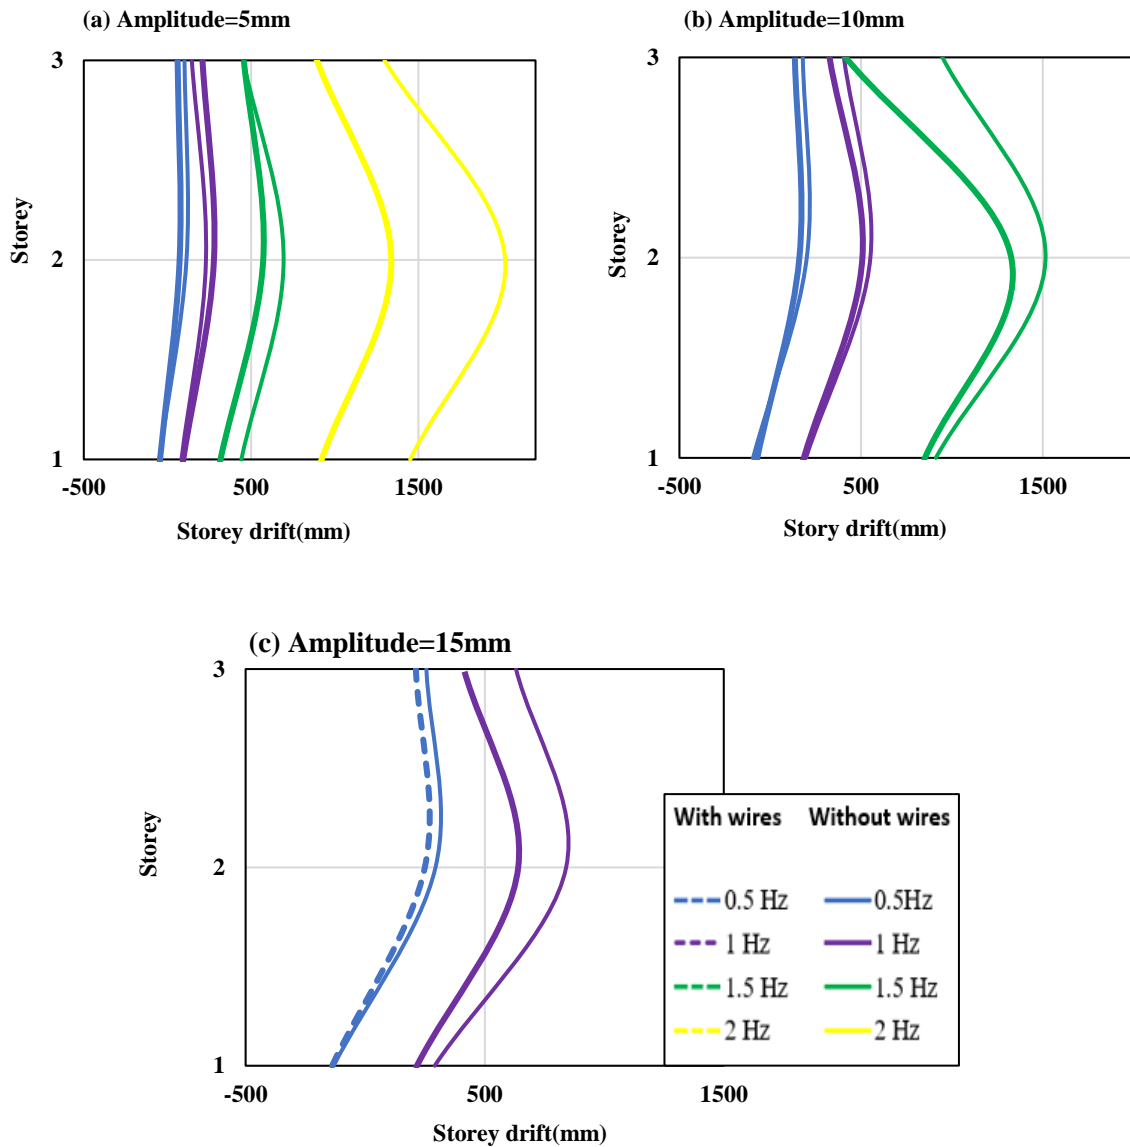 (a) Amplitude=5mm
3
2
1
Storey
-500 500 1500
Storey drift(mm)
(b) Amplitude=10mm
3
2
1
Storey
-500 500 1500
Story drift(mm)
(c) Amplitude=15mm
3
2
1
Storey
-500 500 1500
Storey drift(mm)
With wires Without wires
0.5 Hz 0.5Hz
1 Hz 1 Hz
1.5 Hz 1.5 Hz
2 Hz 2 Hz